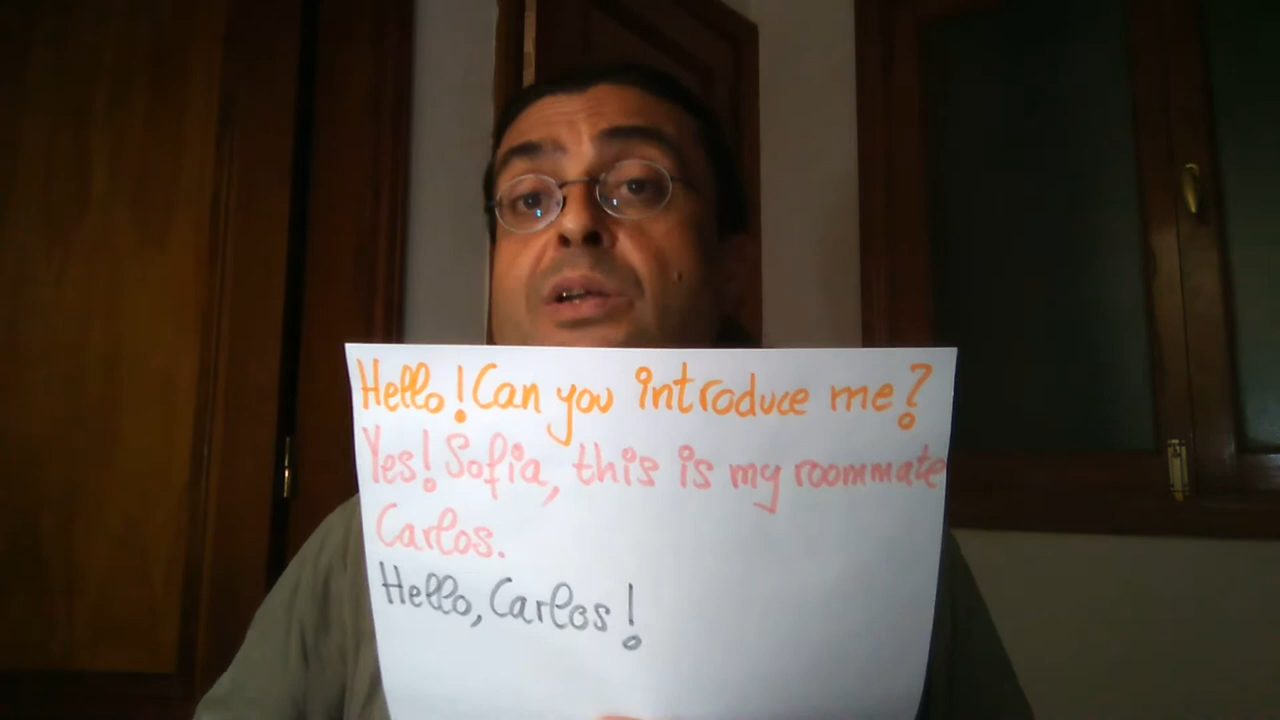 Hello! Can you introduce me?
Yes! Sofia, this is my roommate
Carlos.
Hello, Carlos!